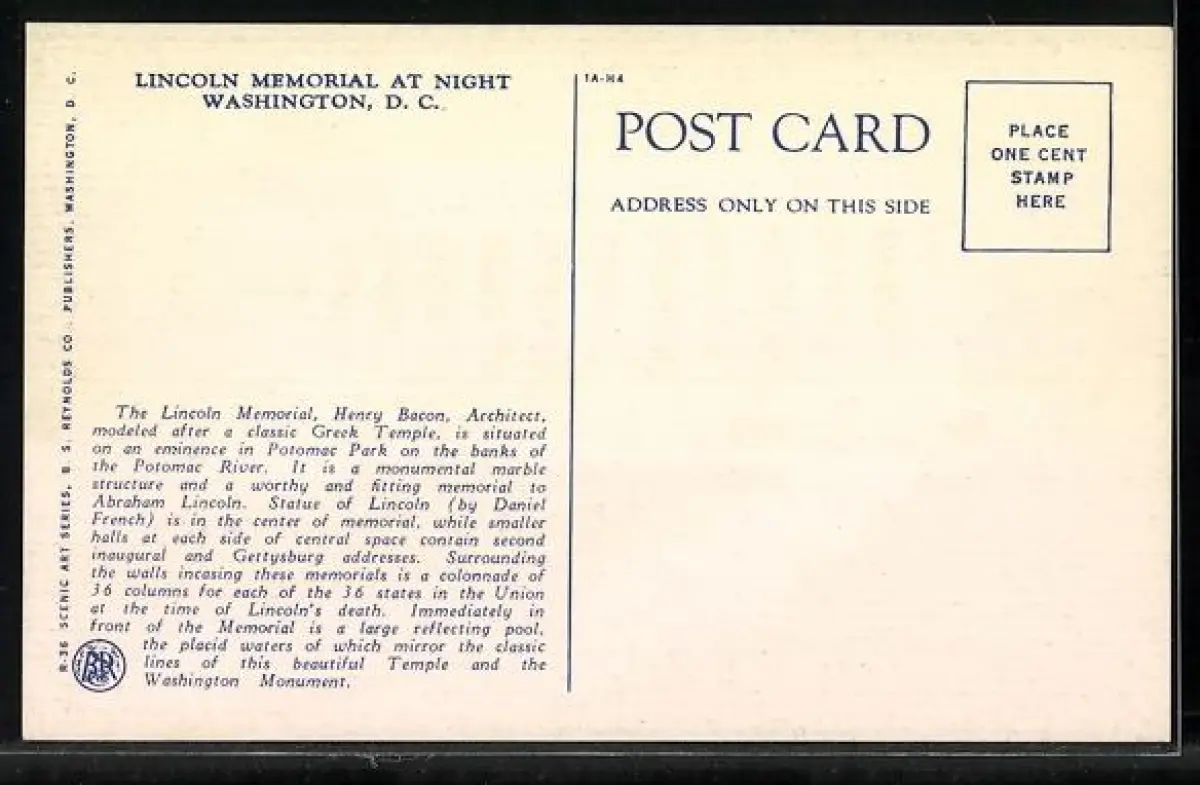 LINCOLN MEMORIAL AT NIGHT
WASHINGTON, D. C.
R-36 SCENIC ART SERIES, B. S. REYNOLDS CO., PUBLISHERS, WASHINGTON, D. C.
The Lincoln Memorial, Henry Bacon, Architect,
modeled after a classic Greek Temple, is situated
on an eminence in Potomac Park on the banks of
the Potomac River. It is a monumental marble
structure and a worthy and fitting memorial to
Abraham Lincoln. Statue of Lincoln (by Daniel
French) is in the center of memorial, while smaller
halls at each side of central space contain second
inaugural and Gettysburg addresses. Surrounding
the walls incasing these memorials is a colonnade of
36 columns for each of the 36 states in the Union
at the time of Lincoln's death. Immediately in
front of the Memorial is a large reflecting pool,
the placid waters of which mirror the classic
lines of this beautiful Temple and the
Washington Monument.
1A-H4
POST CARD
ADDRESS ONLY ON THIS SIDE
PLACE
ONE CENT
STAMP
HERE